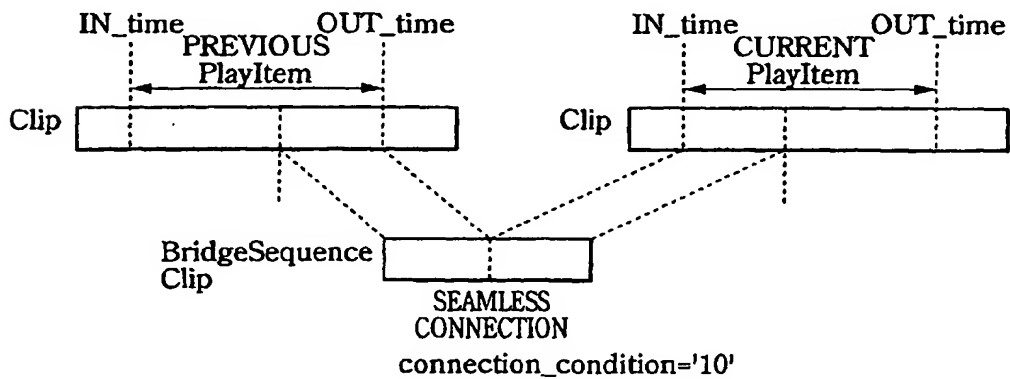 IN_time OUT_time
PREVIOUS
PlayItem
Clip
IN_time OUT_time
CURRENT
PlayItem
Clip
BridgeSequence
Clip
SEAMLESS
CONNECTION
connection_condition='10'